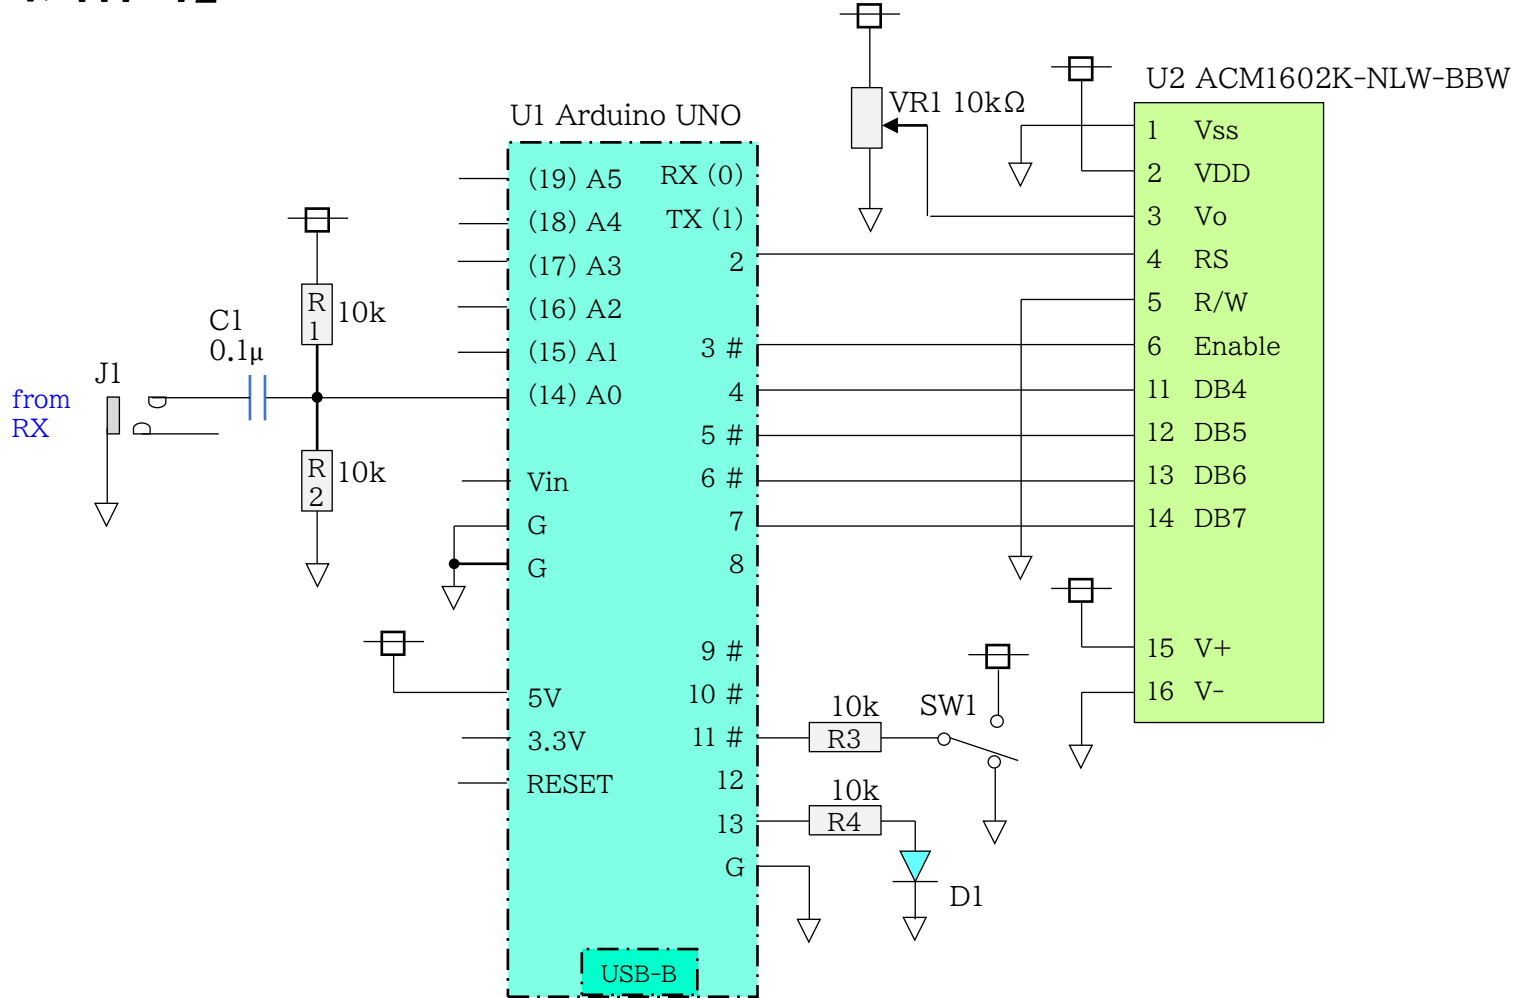 U2 ACM1602K-NLW-BBW
VR1 10kΩ
U1 Arduino UNO
1 Vss
2 VDD
3 Vo
4 RS
5 R/W
6 Enable
11 DB4
12 DB5
13 DB6
14 DB7
15 V+
16 V-
(19) A5
(18) A4
(17) A3
(16) A2
(15) A1
(14) A0
Vin
G
G
5V
3.3V
RESET
RX (0)
TX (1)
2
3 #
4
5 #
6 #
7
8
9 #
10 #
11 #
12
13
G
USB-B
R
1
10k
C1
0.1μ
J1
from
RX
R
2
10k
10k
R3
SW1
10k
R4
D1